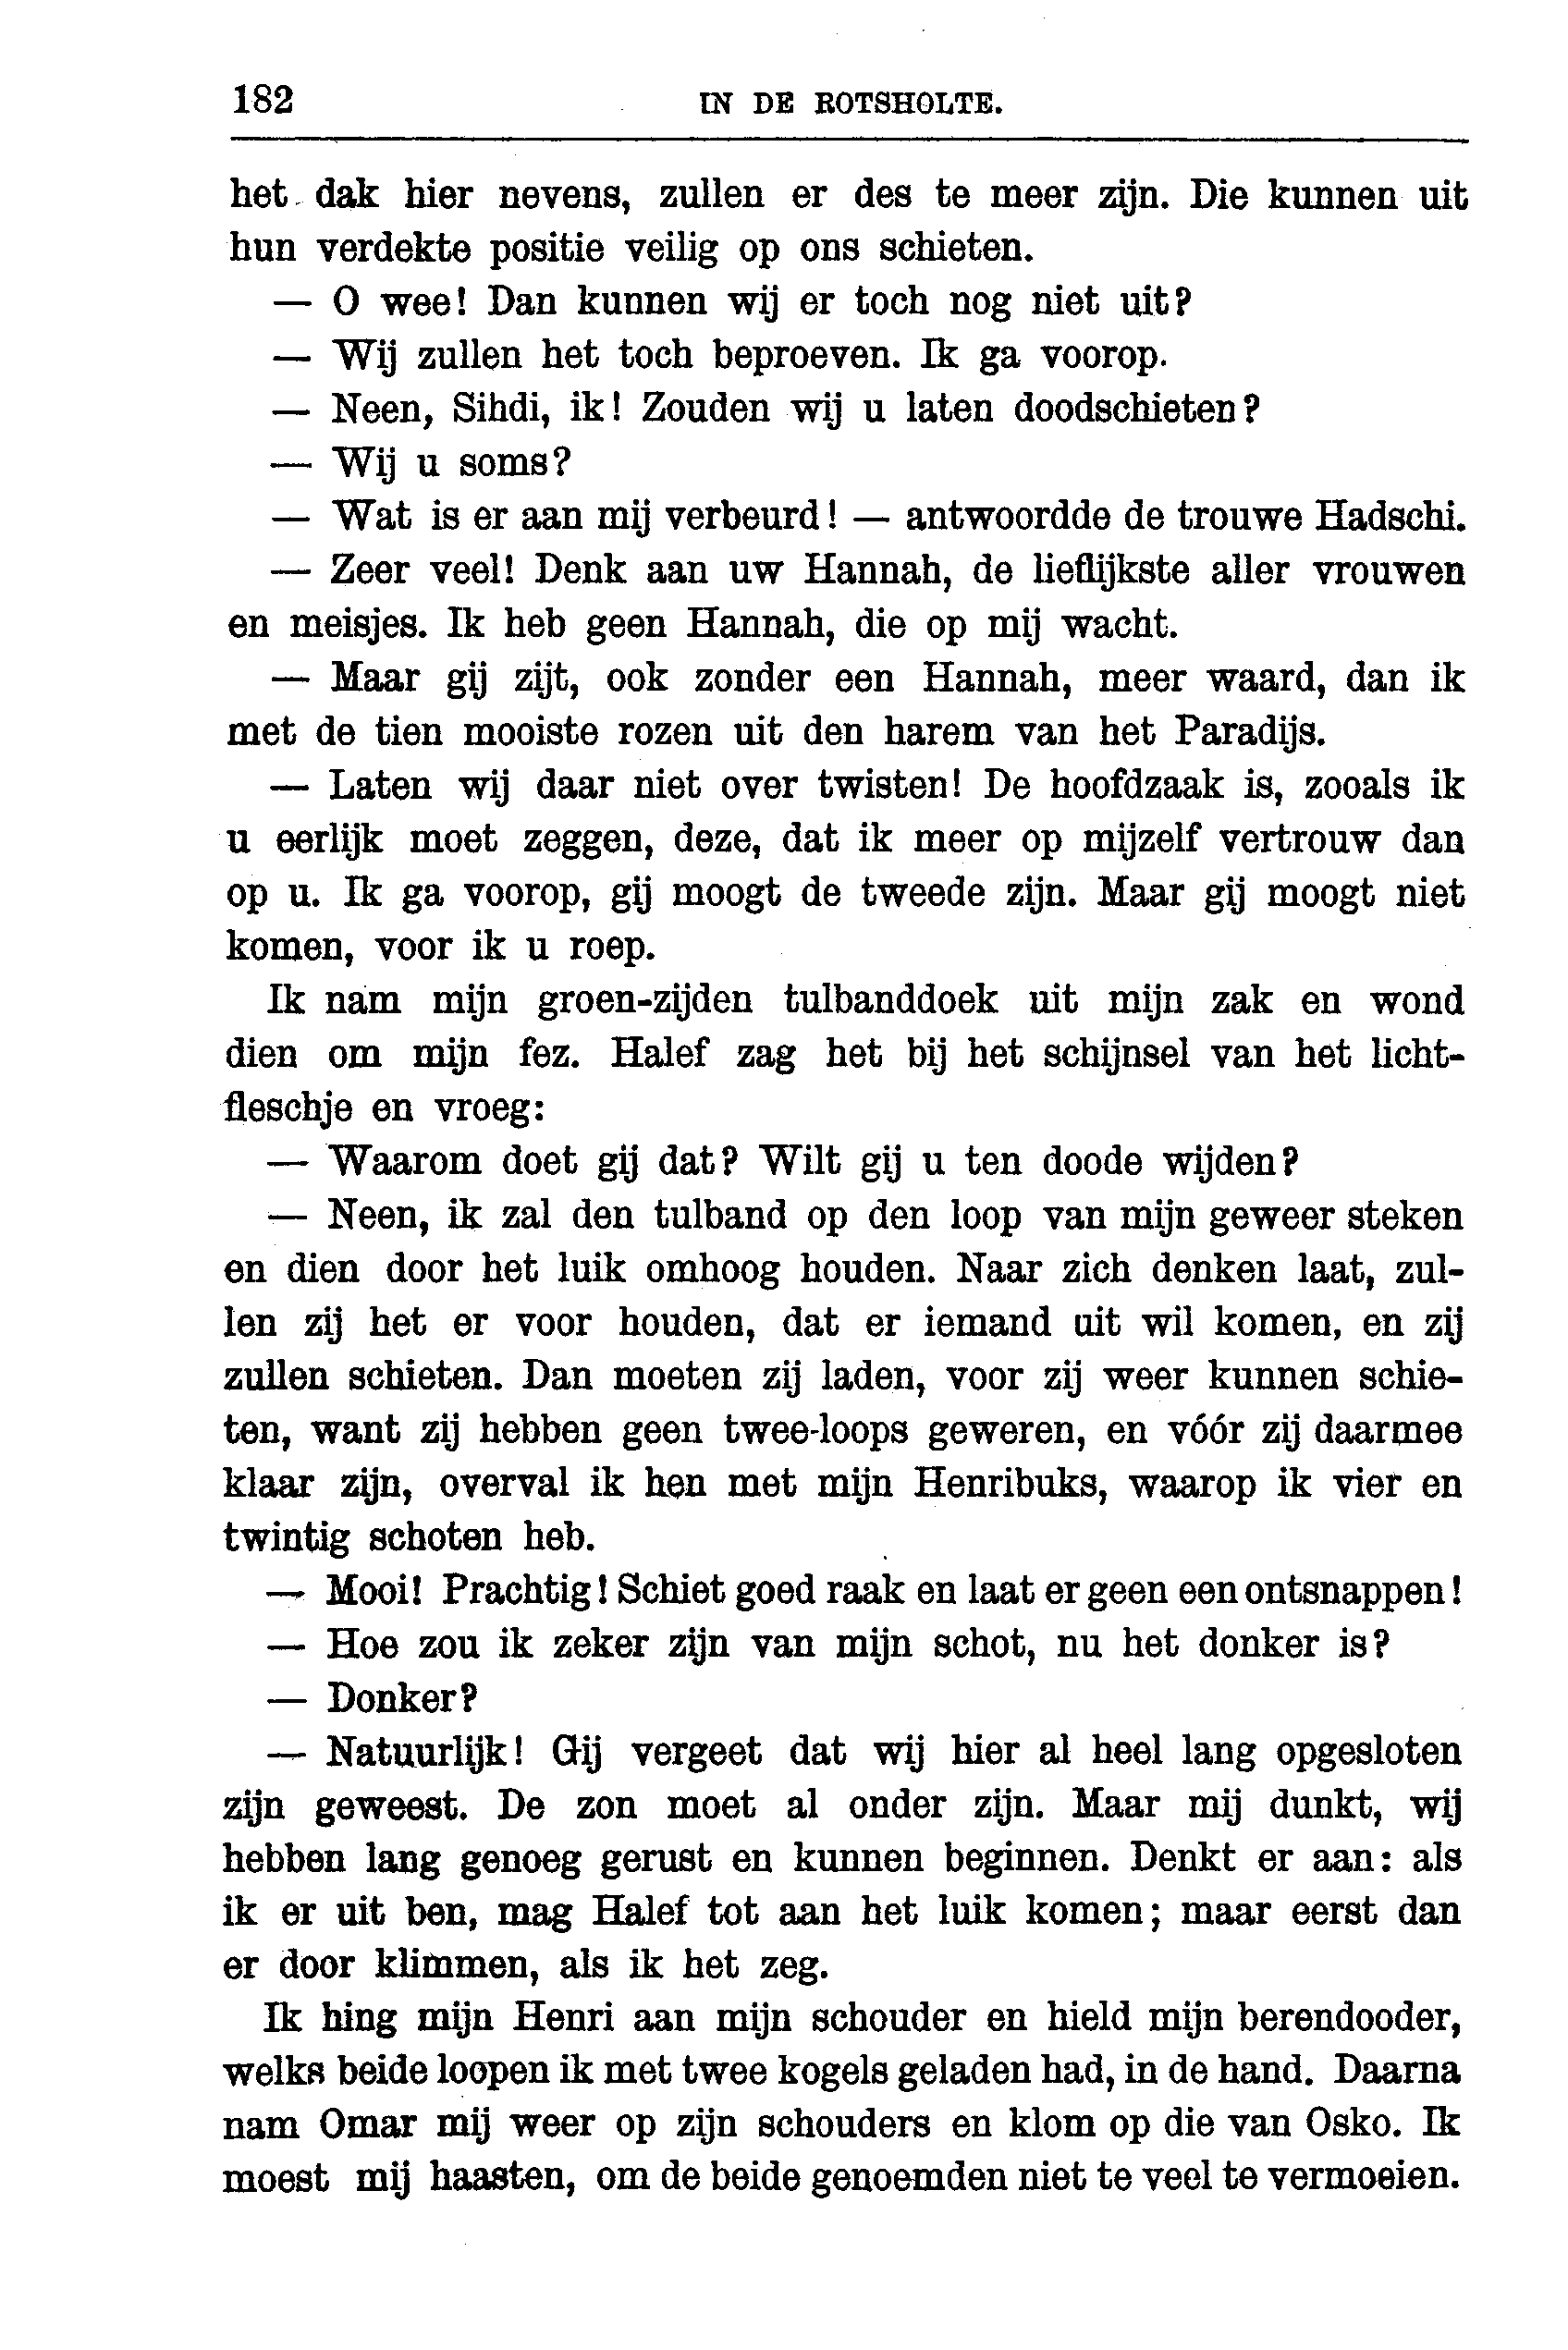 182
IN DE ROTSHOLTE.
het dak hier nevens, zullen er des te meer zijn. Die kunnen uit
hun verdekte positie veilig op ons schieten.
— O wee! Dan kunnen wij er toch nog niet uit?
— Wij zullen het toch beproeven. Ik ga voorop.
— Neen, Sihdi, ik! Zouden wij u laten doodschieten?
— Wij u soms?
— Wat is er aan mij verbeurd! — antwoordde de trouwe Hadschi.
— Zeer veel! Denk aan uw Hannah, de lieflijkste aller vrouwen
en meisjes. Ik heb geen Hannah, die op mij wacht.
— Maar gij zijt, ook zonder een Hannah, meer waard, dan ik
met de tien mooiste rozen uit den harem van het Paradijs.
— Laten wij daar niet over twisten! De hoofdzaak is, zooals ik
u eerlijk moet zeggen, deze, dat ik meer op mijzelf vertrouw dan
op u. Ik ga voorop, gij moogt de tweede zijn. Maar gij moogt niet
komen, voor ik u roep.
Ik nam mijn groen-zijden tulbanddoek uit mijn zak en wond
dien om mijn fez. Halef zag het bij het schijnsel van het licht-
fleschje en vroeg:
— Waarom doet gij dat? Wilt gij u ten doode wijden?
— Neen, ik zal den tulband op den loop van mijn geweer steken
en dien door het luik omhoog houden. Naar zich denken laat, zul-
len zij het er voor houden, dat er iemand uit wil komen, en zij
zullen schieten. Dan moeten zij laden, voor zij weer kunnen schie-
ten, want zij hebben geen twee-loops geweren, en vóór zij daarmee
klaar zijn, overval ik hen met mijn Henribuks, waarop ik vier en
twintig schoten heb.
— Mooi! Prachtig! Schiet goed raak en laat er geen een ontsnappen!
— Hoe zou ik zeker zijn van mijn schot, nu het donker is?
— Donker?
— Natuurlijk! Gij vergeet dat wij hier al heel lang opgesloten
zijn geweest. De zon moet al onder zijn. Maar mij dunkt, wij
hebben lang genoeg gerust en kunnen beginnen. Denkt er aan: als
ik er uit ben, mag Halef tot aan het luik komen; maar eerst dan
er door klimmen, als ik het zeg.
Ik hing mijn Henri aan mijn schouder en hield mijn berendooder,
welks beide loopen ik met twee kogels geladen had, in de hand. Daarna
nam Omar mij weer op zijn schouders en klom op die van Osko. Ik
moest mij haasten, om de beide genoemden niet te veel te vermoeien.